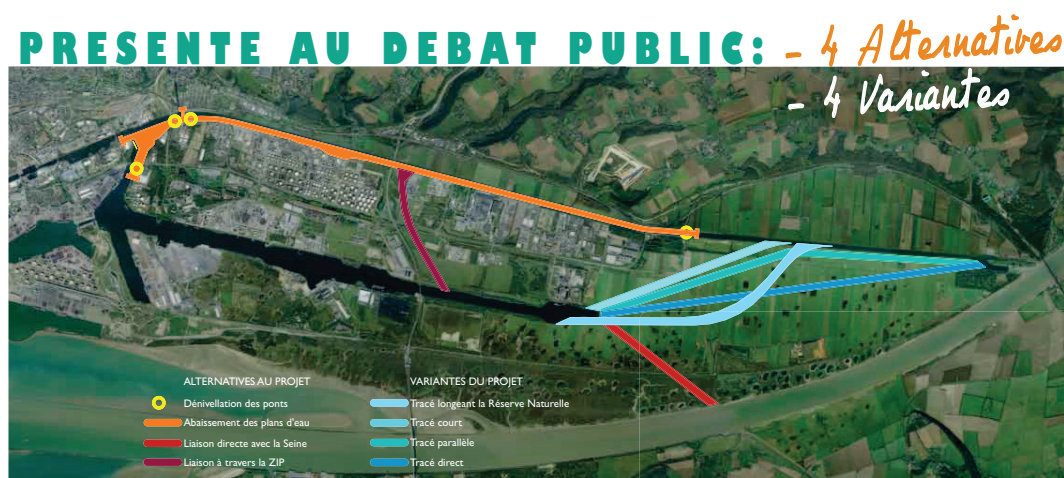 PRESENTE AU DEBAT PUBLIC: - 4 Alternatives
- 4 Variantes
ALTERNATIVES AU PROJET
Dénivellation des ponts
Abaissement des plans d'eau
Liaison directe avec la Seine
Liaison à travers la ZIP
VARIANTES DU PROJET
Tracé longeant la Réserve Naturelle
Tracé court
Tracé parallèle
Tracé direct